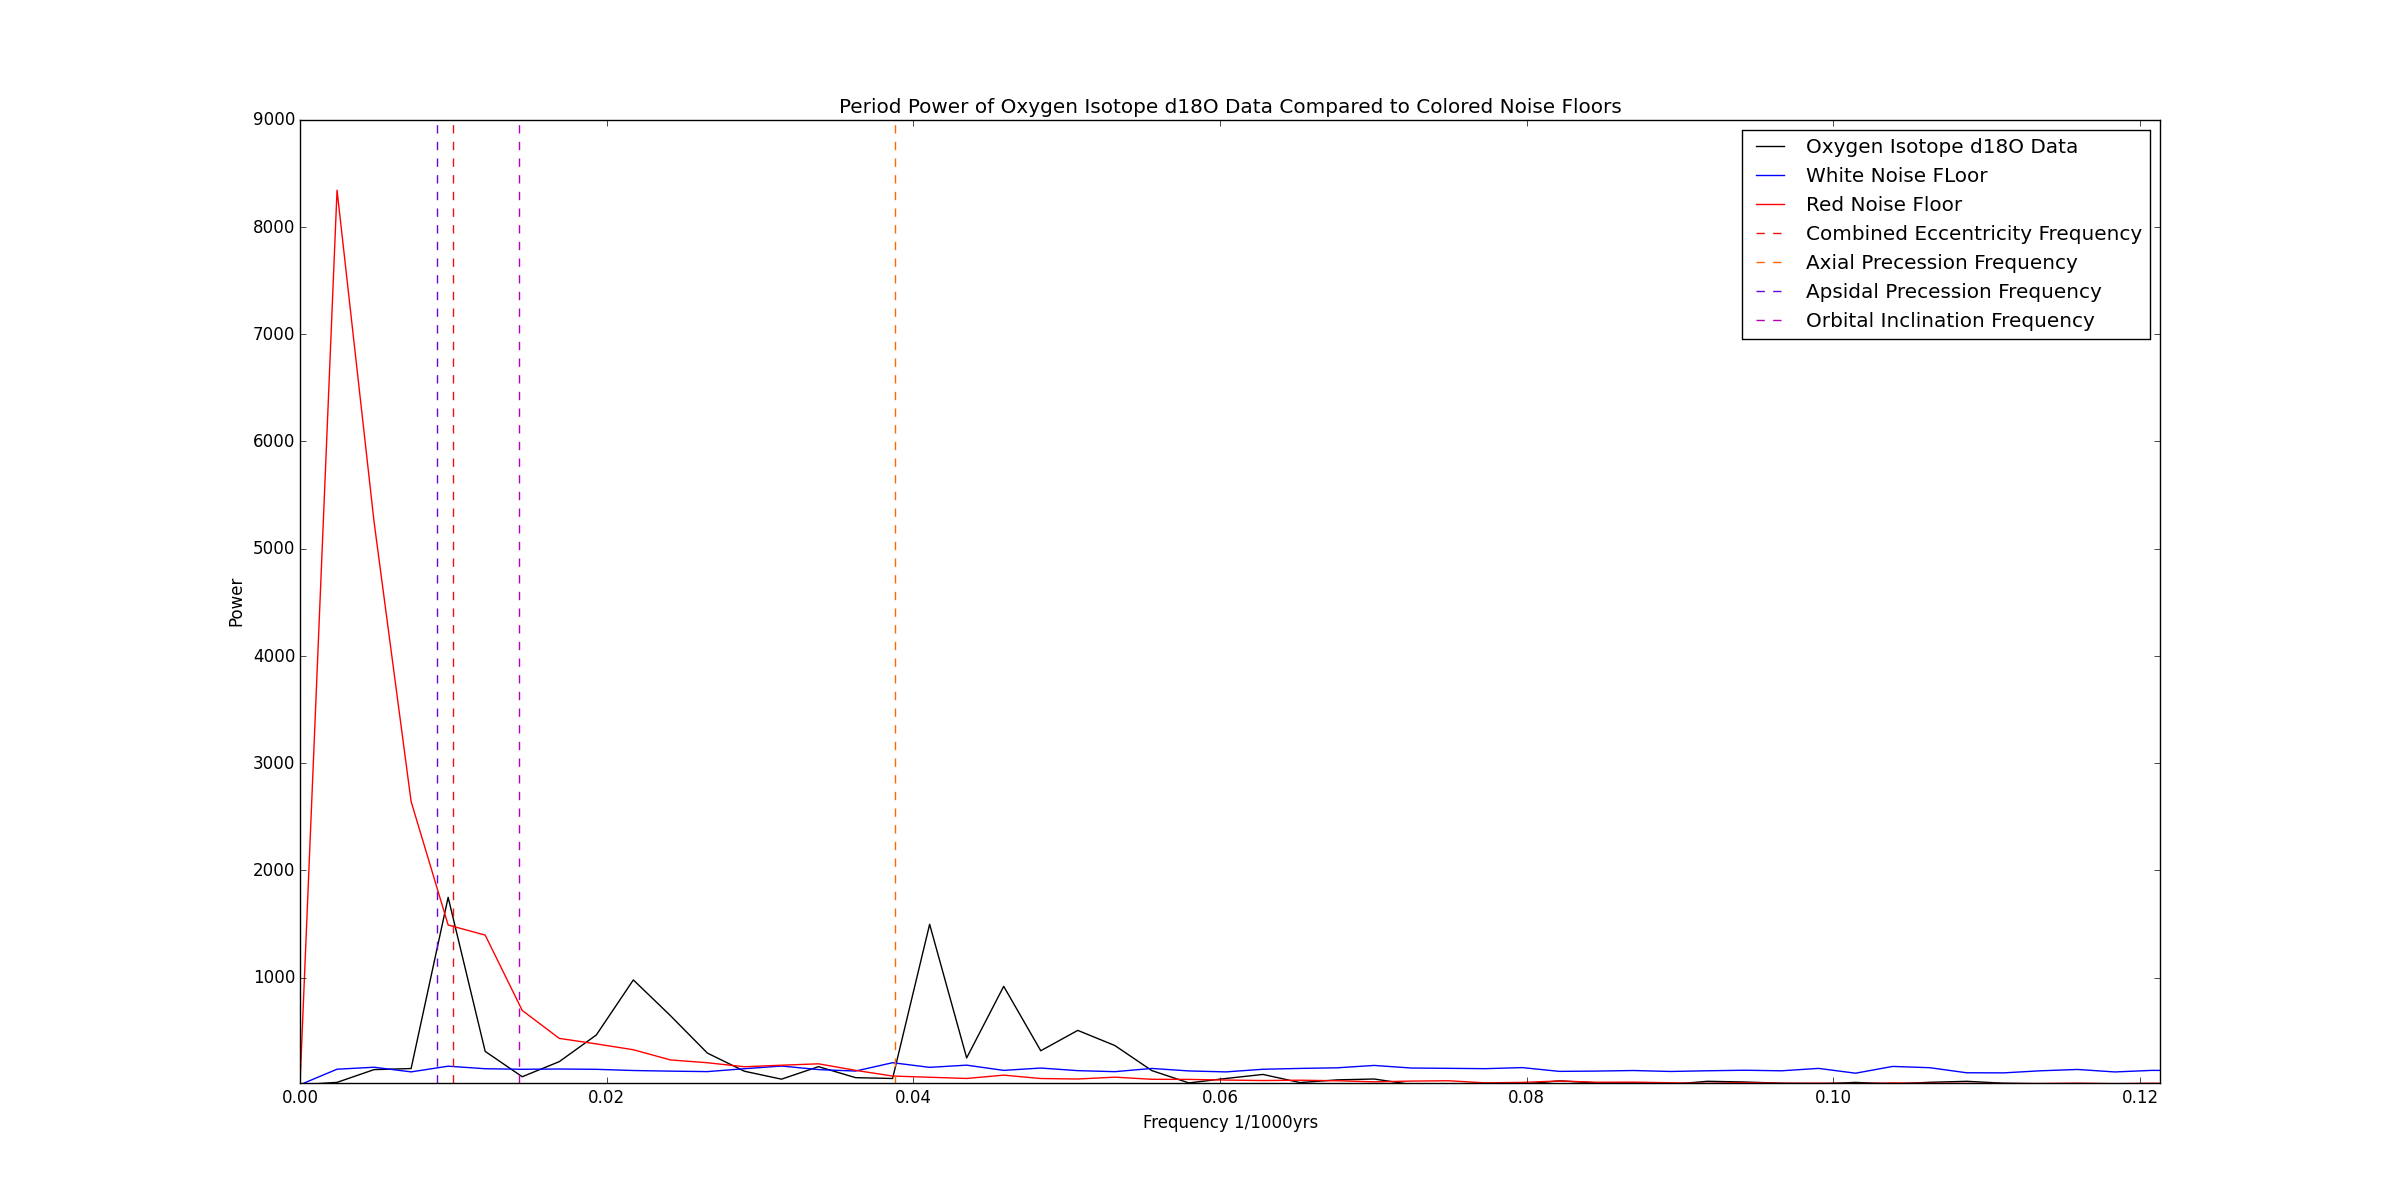 Period Power of Oxygen Isotope d18O Data Compared to Colored Noise Floors
9000
8000
7000
6000
5000
4000
3000
2000
1000
Power
Oxygen Isotope d18O Data
White Noise FLoor
Red Noise Floor
Combined Eccentricity Frequency
Axial Precession Frequency
Apsidal Precession Frequency
Orbital Inclination Frequency
0.00 0.02 0.04 0.06 0.08 0.10 0.12
Frequency 1/1000yrs